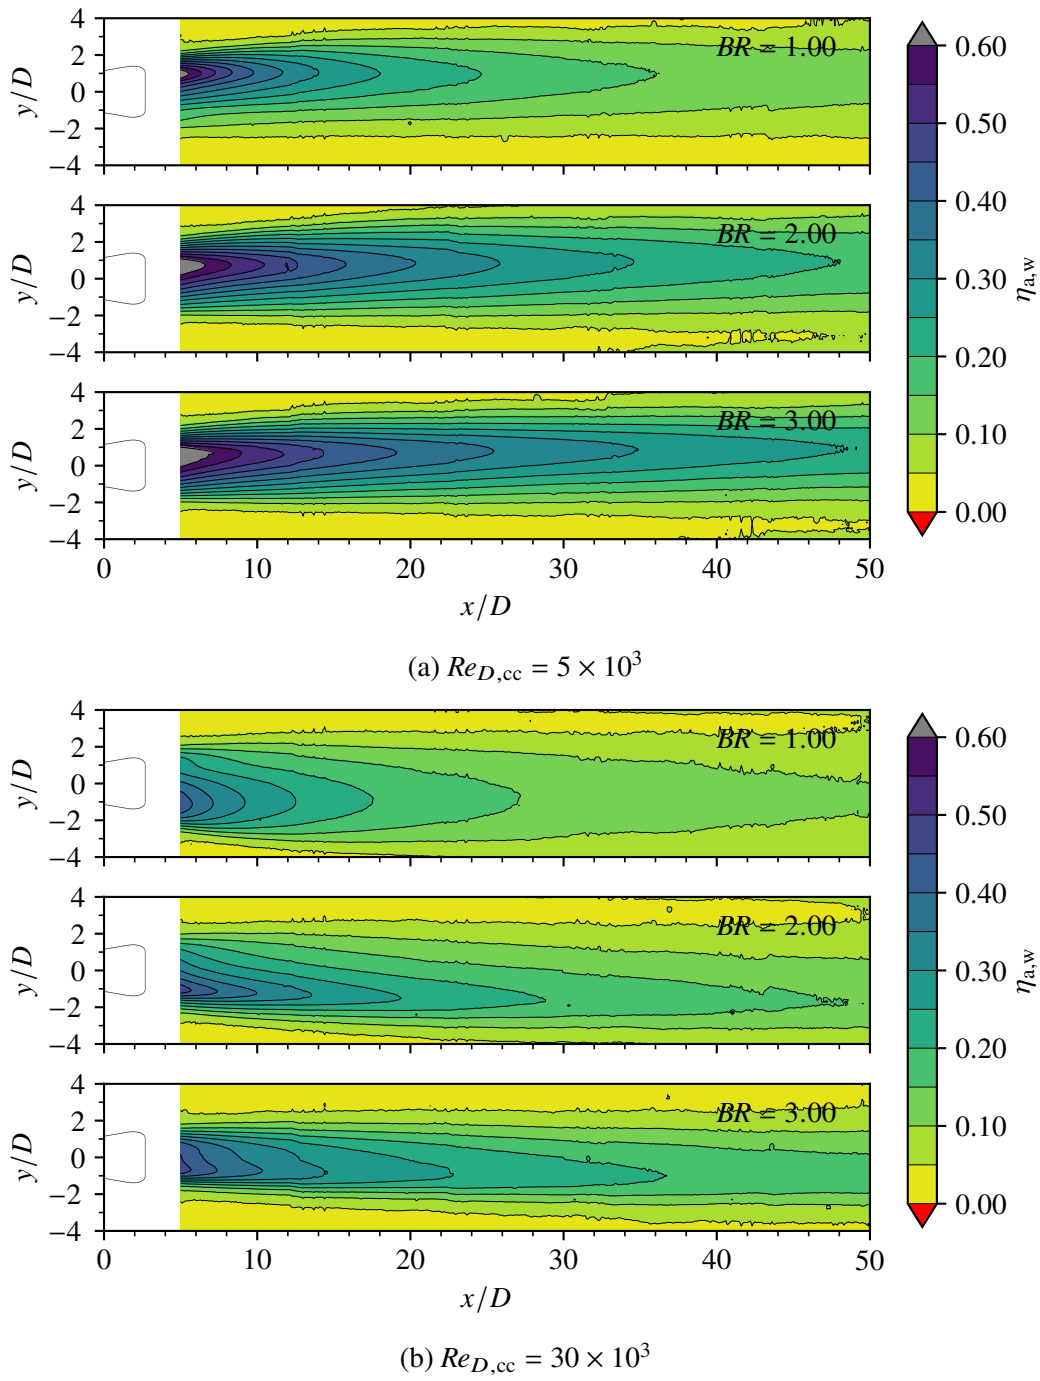 4
2
0
−2
−4
y/D
BR = 1.00
4
2
0
−2
−4
y/D
BR = 2.00
4
2
0
−2
−4
y/D
BR = 3.00
0 10 20 30 40 50
x/D
0.60
0.50
0.40
0.30
0.20
0.10
0.00
ηa,w
(a) ReD,cc = 5 × 10³
4
2
0
−2
−4
y/D
BR = 1.00
4
2
0
−2
−4
y/D
BR = 2.00
4
2
0
−2
−4
y/D
BR = 3.00
0 10 20 30 40 50
x/D
0.60
0.50
0.40
0.30
0.20
0.10
0.00
ηa,w
(b) ReD,cc = 30 × 10³